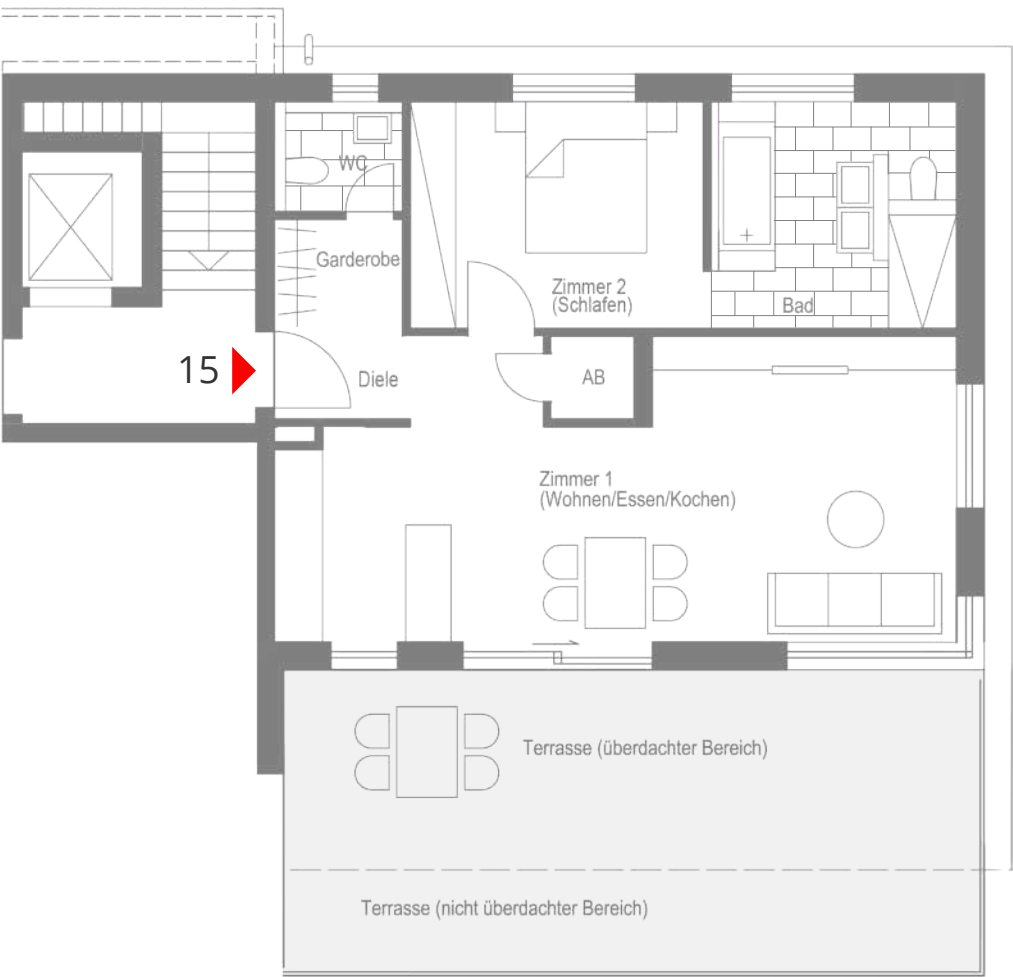 WC
Garderobe
Zimmer 2
(Schlafen)
Bad
15
Diele
AB
Zimmer 1
(Wohnen/Essen/Kochen)
Terrasse (überdachter Bereich)
Terrasse (nicht überdachter Bereich)